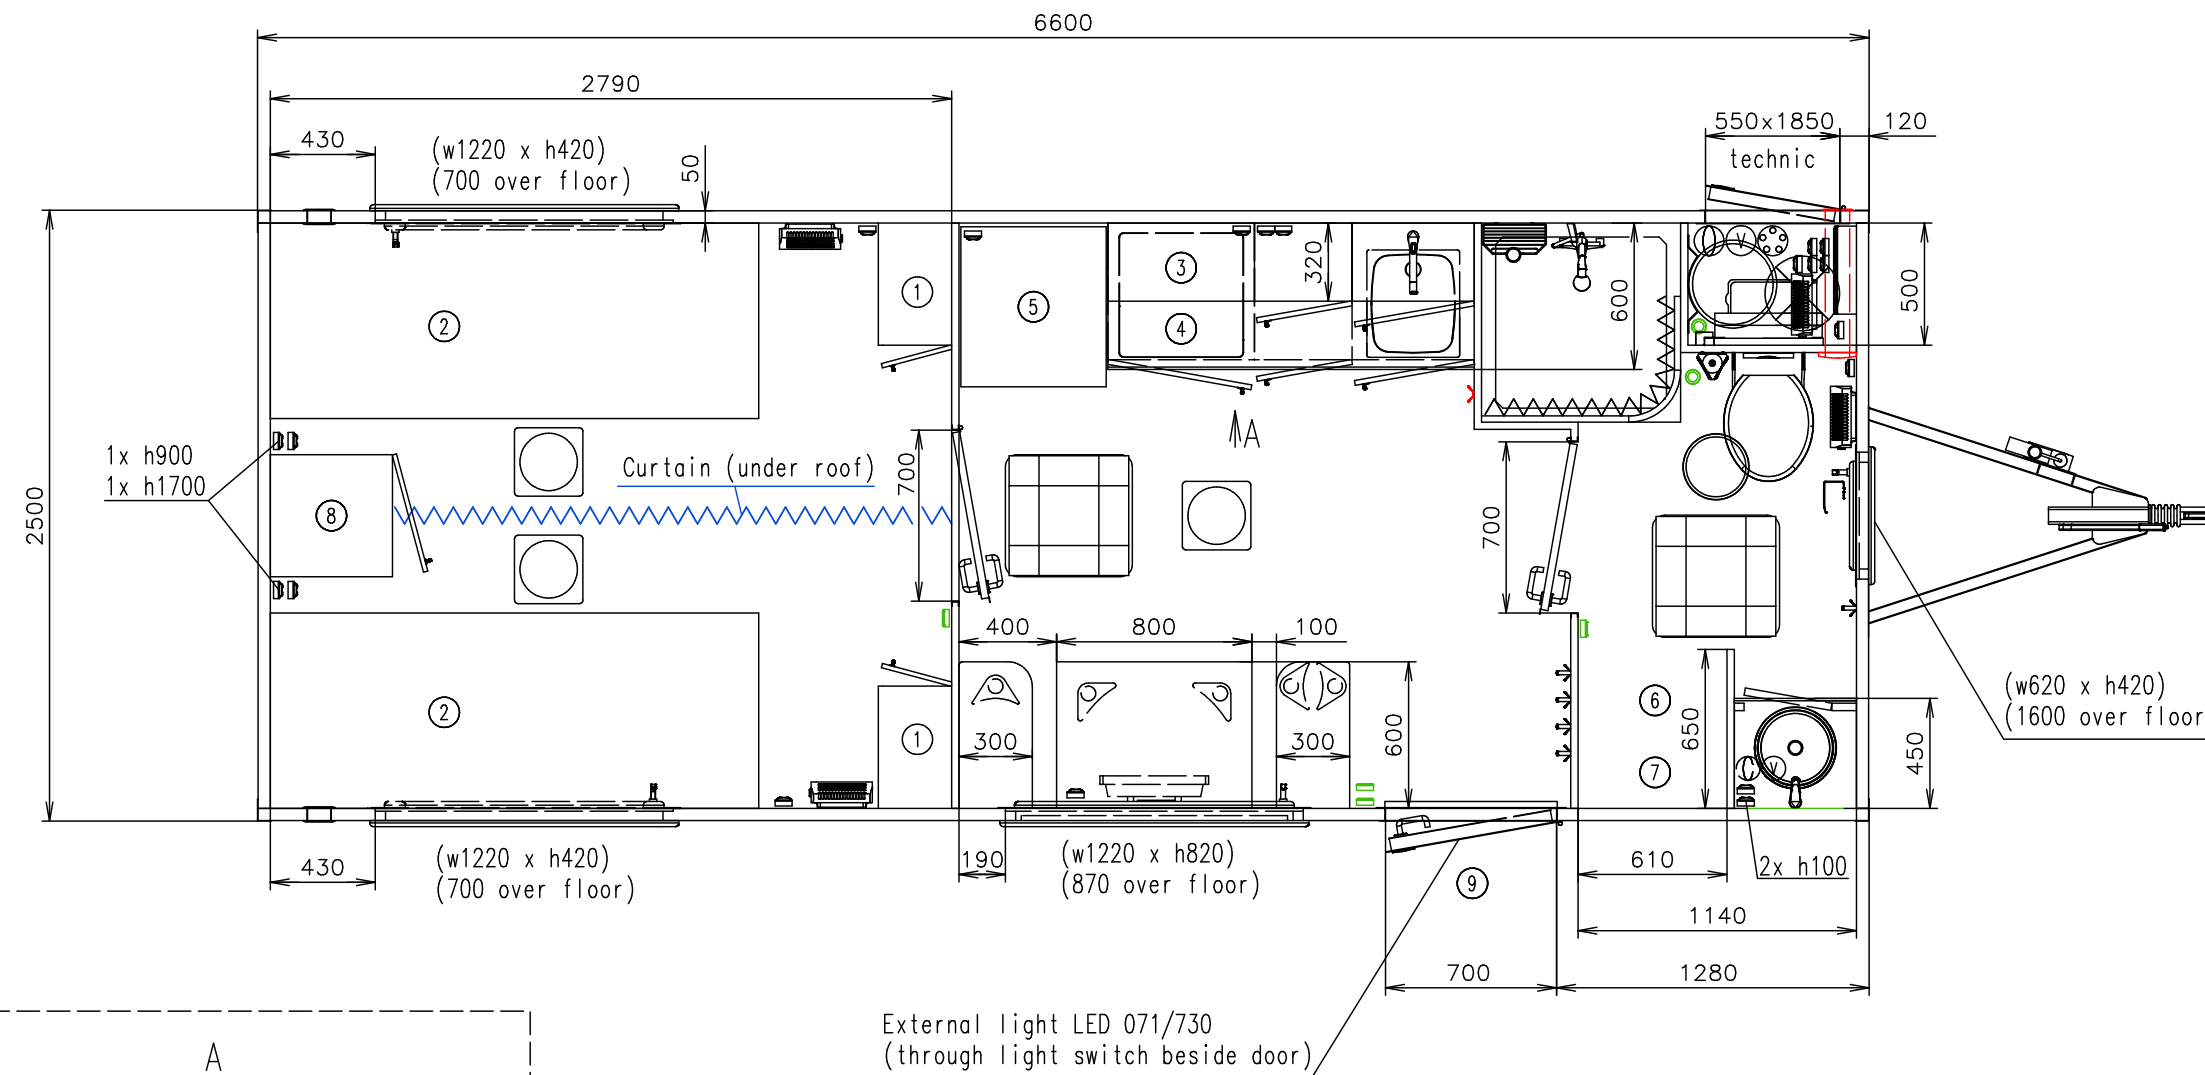 6600
2790
430
(w1220 x h420)
(700 over floor)
50
550x1850
120
technic
2500
2
1
5
3
4
320
600
500
1x h900
1x h1700
8
Curtain (under roof)
700
A
700
400
800
100
300
300
600
2
1
6
7
650
450
(w620 x h420)
(1600 over floor
V
V
430
(w1220 x h420)
(700 over floor)
190
(w1220 x h820)
(870 over floor)
9
610
2x h100
1140
700
1280
External light LED 071/730
(through light switch beside door)
A